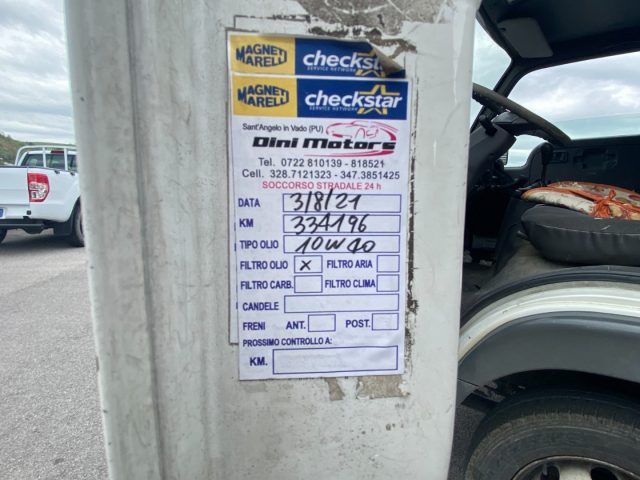 MAGNETI MARELLI checkstar
SERVICE NETWORK
MAGNETI MARELLI checkstar
SERVICE NETWORK
Sant'Angelo in Vado (PU)
Dini Motors
Tel. 0722 810139 - 818521
Cell. 328.7121323 - 347.3851425
SOCCORSO STRADALE 24 h
DATA 3/8/21
KM 334196
TIPO OLIO 10W40
FILTRO OLIO X FILTRO ARIA
FILTRO CARB. FILTRO CLIMA
CANDELE
FRENI ANT. POST.
PROSSIMO CONTROLLO A:
KM.